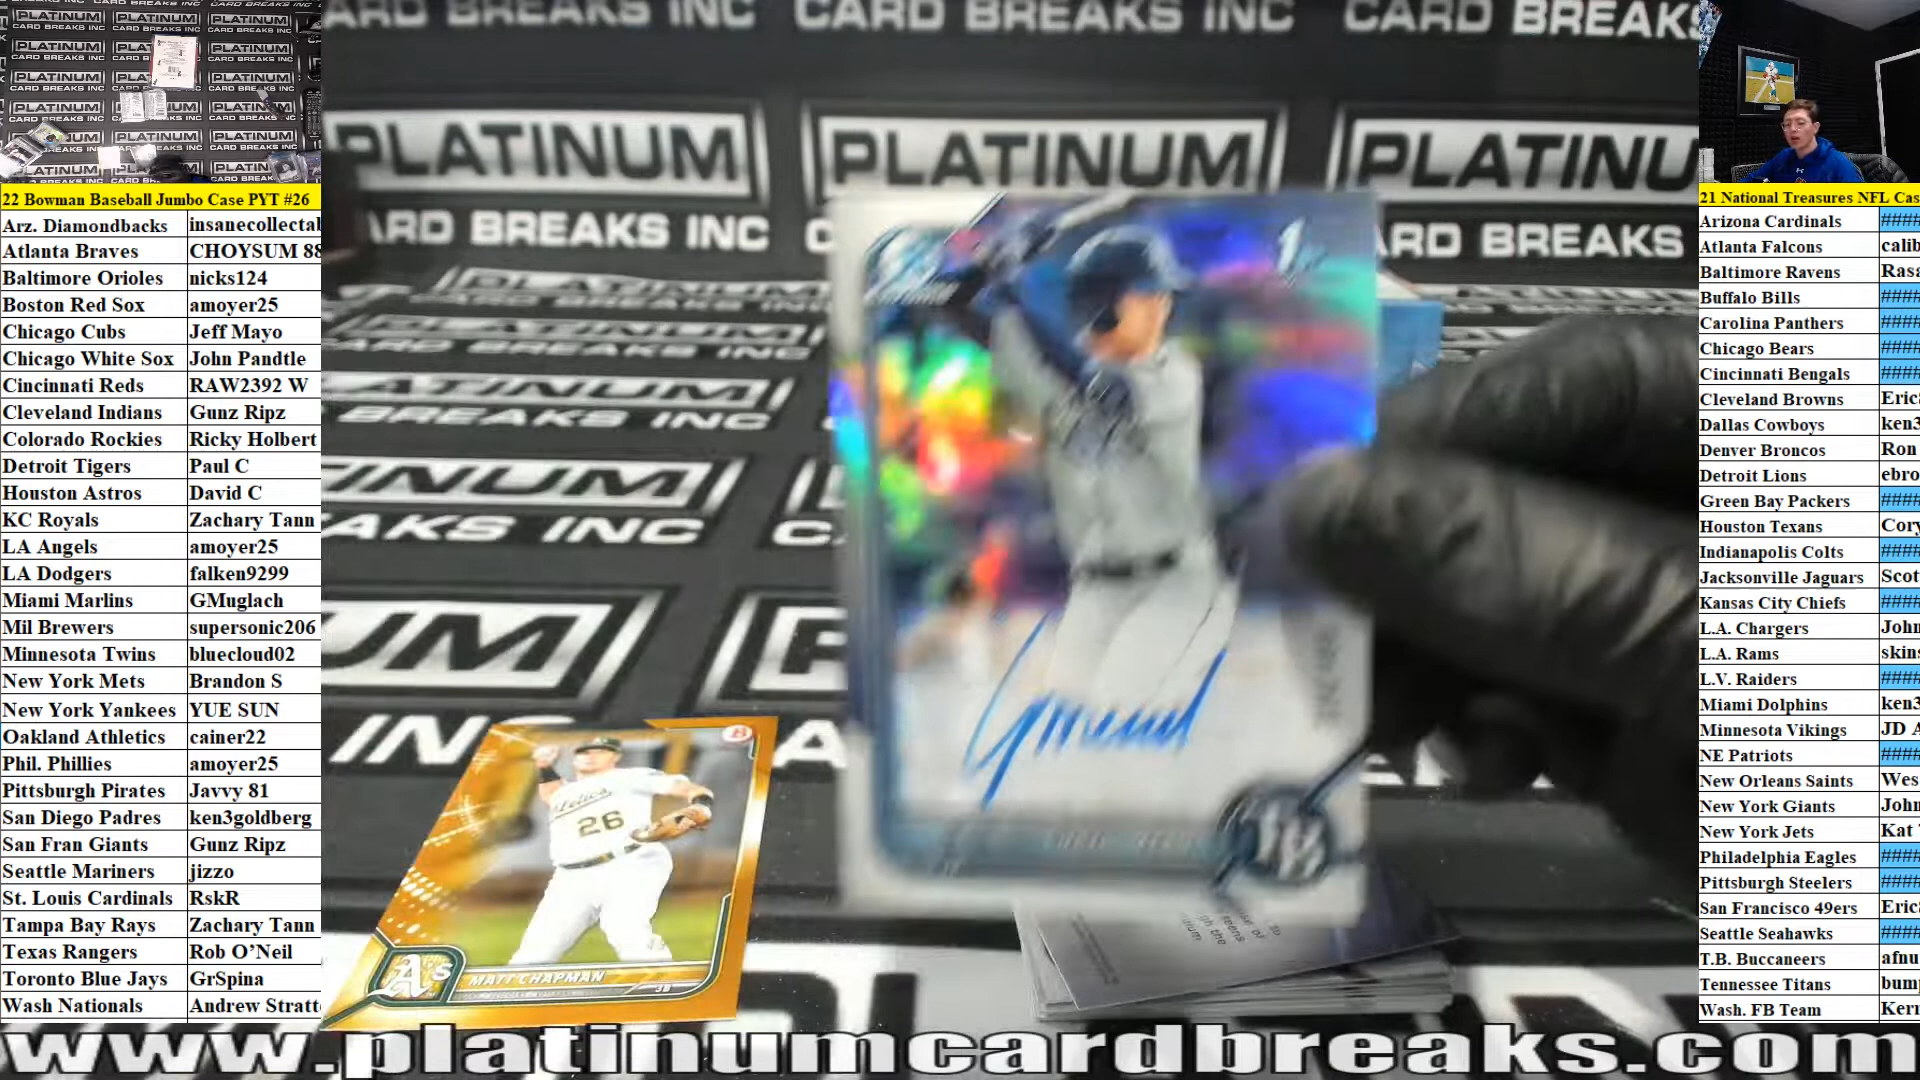 22 Bowman Baseball Jumbo Case PYT #26
Arz. Diamondbacks insanecollectal
Atlanta Braves CHOYSUM 88
Baltimore Orioles nicks124
Boston Red Sox amoyer25
Chicago Cubs Jeff Mayo
Chicago White Sox John Pandtle
Cincinnati Reds RAW2392 W
Cleveland Indians Gunz Ripz
Colorado Rockies Ricky Holbert
Detroit Tigers Paul C
Houston Astros David C
KC Royals Zachary Tann
LA Angels amoyer25
LA Dodgers falken9299
Miami Marlins GMuglach
Mil Brewers supersonic206
Minnesota Twins bluecloud02
New York Mets Brandon S
New York Yankees YUE SUN
Oakland Athletics cainer22
Phil. Phillies amoyer25
Pittsburgh Pirates Javvy 81
San Diego Padres ken3goldberg
San Fran Giants Gunz Ripz
Seattle Mariners jizzo
St. Louis Cardinals RskR
Tampa Bay Rays Zachary Tann
Texas Rangers Rob O’Neil
Toronto Blue Jays GrSpina
Wash Nationals Andrew Stratt
CARD BREAKS INC CARD BREAKS INC CARD BREAKS
PLATINUM PLATINUM PLATINUM
CARD BREAKS INC ARD BREAKS
1st
26
A's
MATT CHAPMAN
3B
21 National Treasures NFL Cas
Arizona Cardinals ####
Atlanta Falcons calib
Baltimore Ravens Rasa
Buffalo Bills ####
Carolina Panthers ####
Chicago Bears ####
Cincinnati Bengals ####
Cleveland Browns Eric
Dallas Cowboys ken3
Denver Broncos Ron
Detroit Lions ebro
Green Bay Packers ####
Houston Texans Cory
Indianapolis Colts ####
Jacksonville Jaguars Scot
Kansas City Chiefs ####
L.A. Chargers John
L.A. Rams skins
L.V. Raiders ####
Miami Dolphins ken3
Minnesota Vikings JD A
NE Patriots ####
New Orleans Saints Wes
New York Giants John
New York Jets Kat
Philadelphia Eagles ####
Pittsburgh Steelers ####
San Francisco 49ers Eric
Seattle Seahawks ####
T.B. Buccaneers afnu
Tennessee Titans bump
Wash. FB Team Kern
www.platinumcardbreaks.com